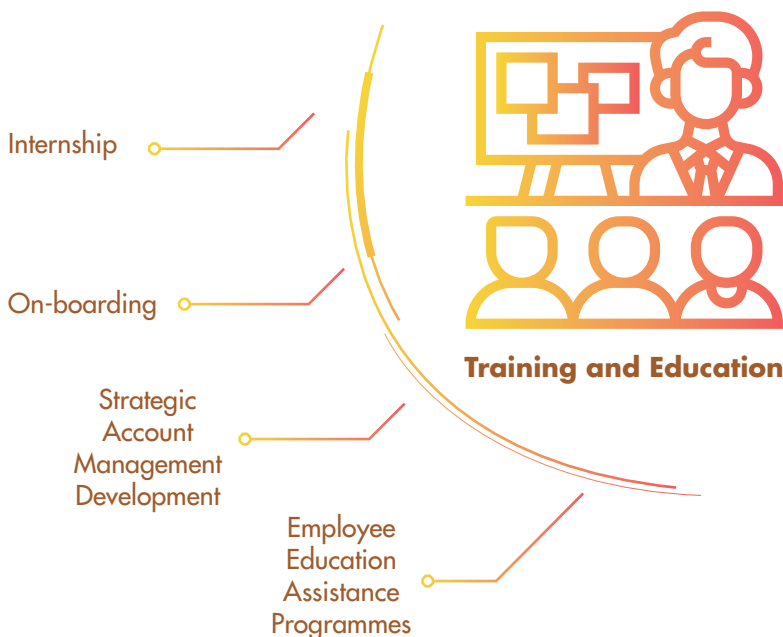 Internship
On-boarding
Training and Education
Strategic
Account
Management
Development
Employee
Education
Assistance
Programmes